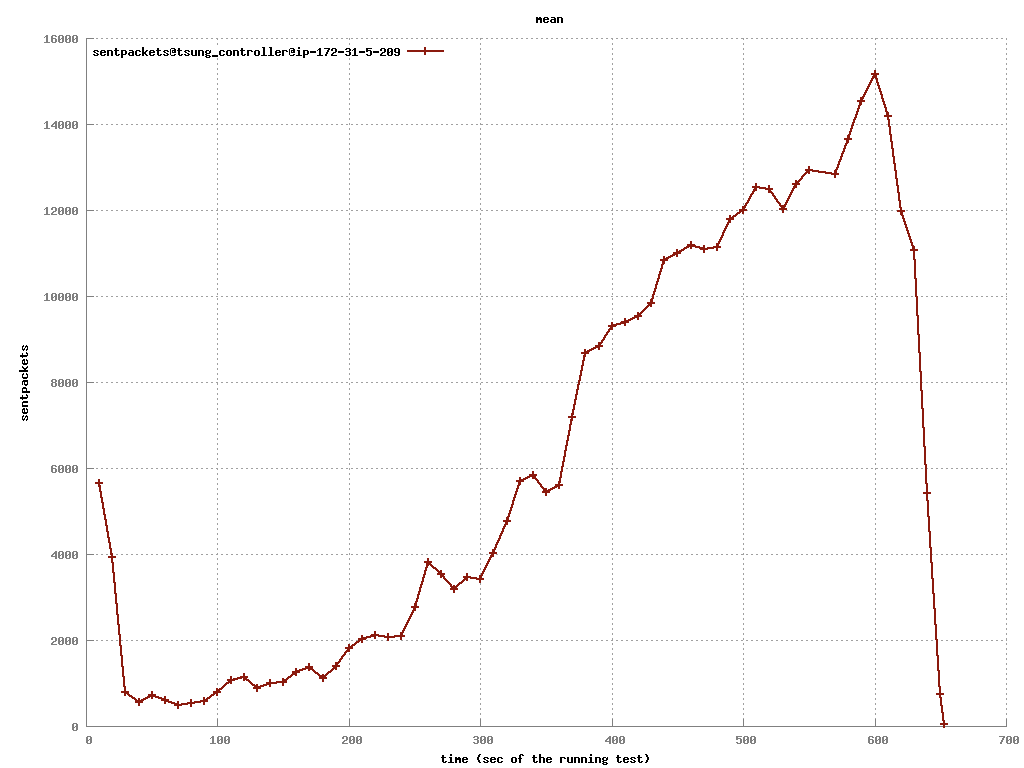 mean
sentpackets@tsung_controller@ip-172-31-5-209
16000
14000
12000
10000
8000
6000
4000
2000
0
sentpackets
0 100 200 300 400 500 600 700
time (sec of the running test)